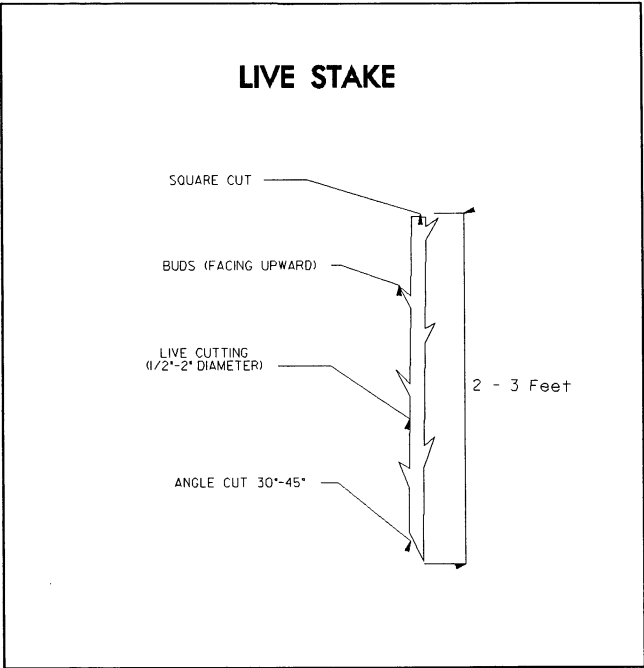 LIVE STAKE
SQUARE CUT
BUDS (FACING UPWARD)
LIVE CUTTING
(1/2"-2" DIAMETER)
2 - 3 Feet
ANGLE CUT 30°-45°